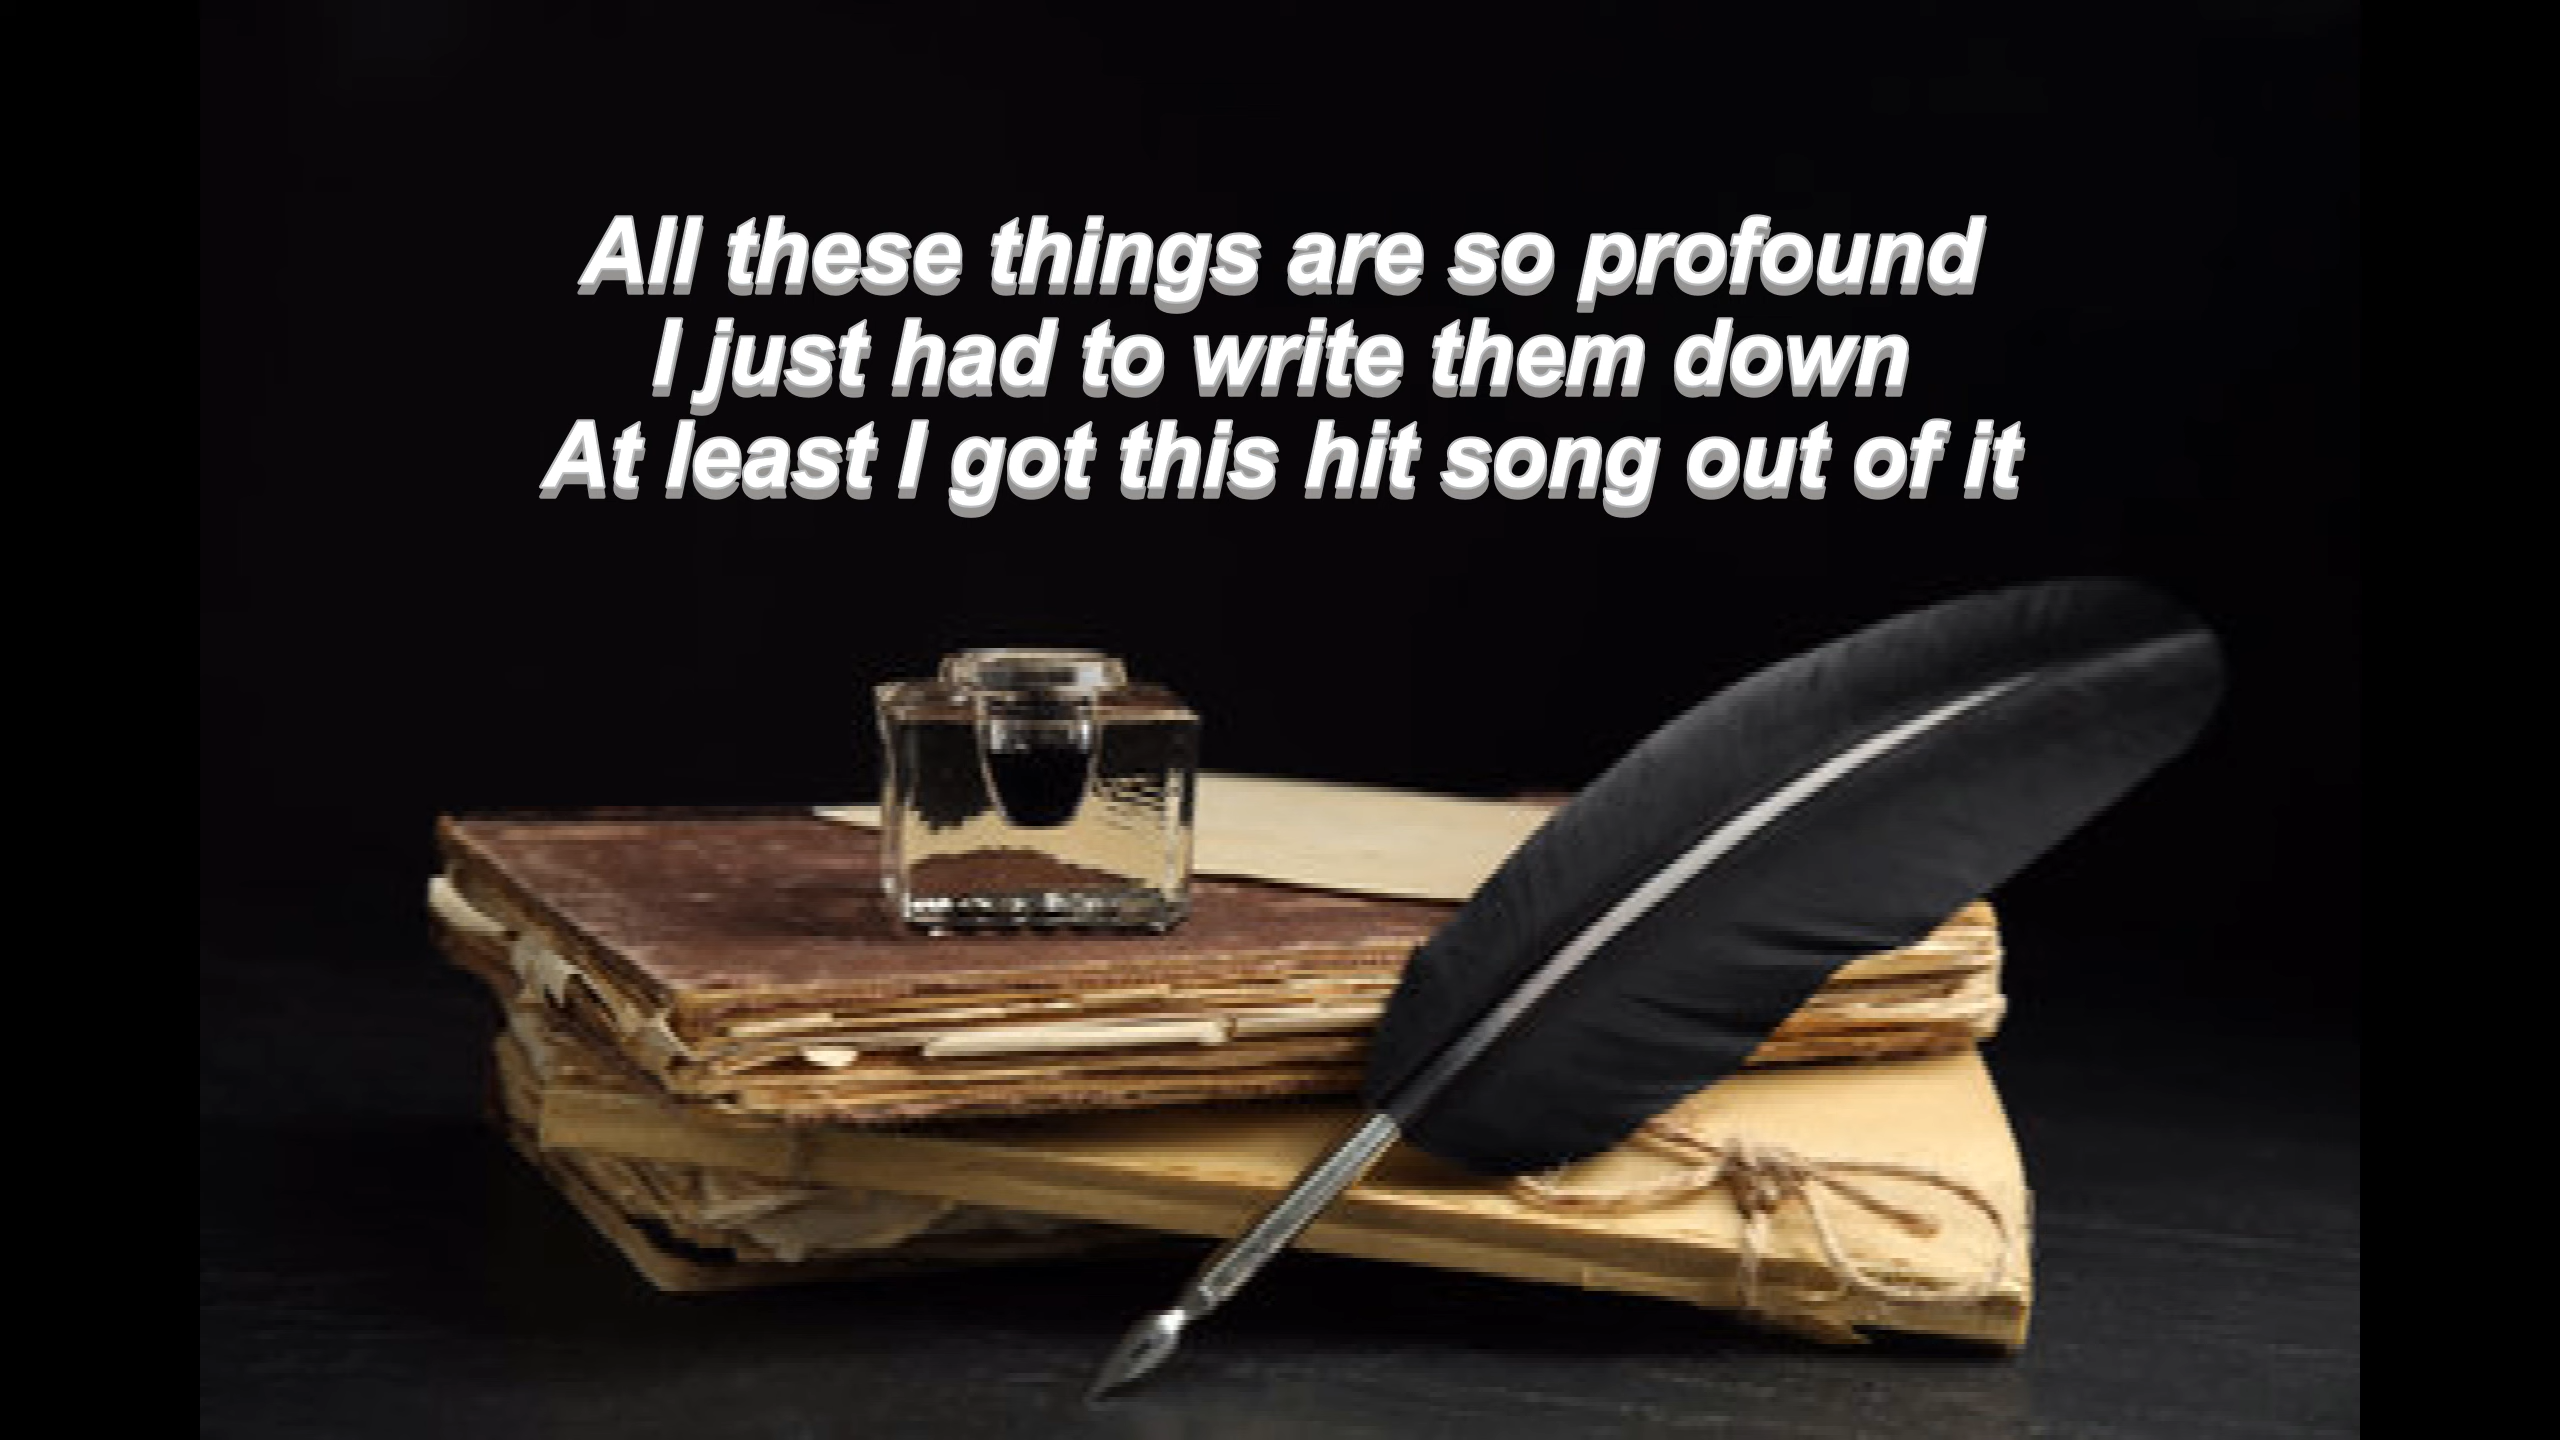 All these things are so profound
I just had to write them down
At least I got this hit song out of it